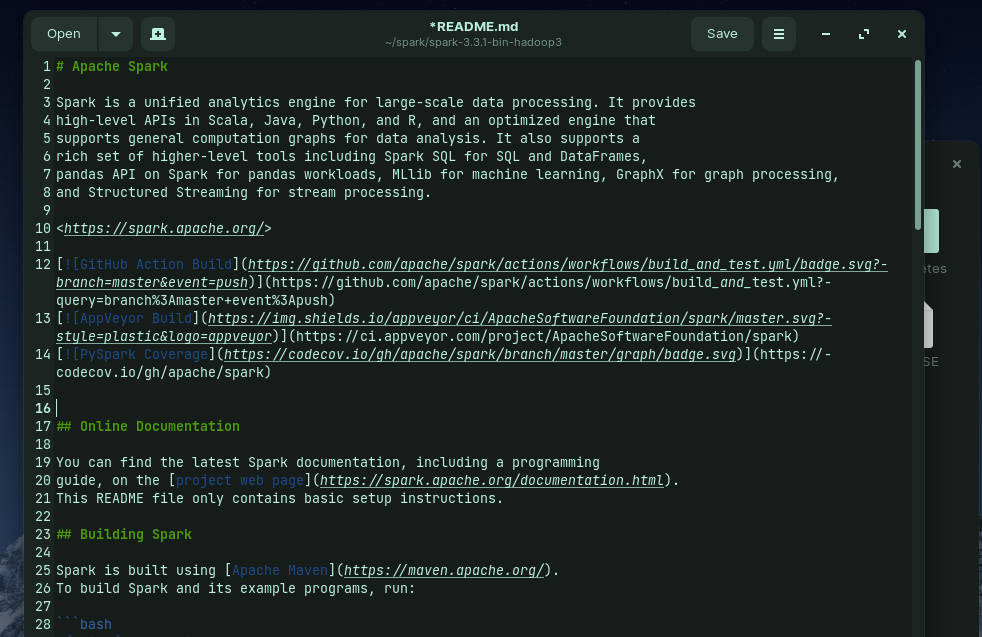 Open
*README.md
~/spark/spark-3.3.1-bin-hadoop3
Save
1 # Apache Spark
2
3 Spark is a unified analytics engine for large-scale data processing. It provides
4 high-level APIs in Scala, Java, Python, and R, and an optimized engine that
5 supports general computation graphs for data analysis. It also supports a
6 rich set of higher-level tools including Spark SQL for SQL and DataFrames,
7 pandas API on Spark for pandas workloads, MLlib for machine learning, GraphX for graph processing,
8 and Structured Streaming for stream processing.
9
10 <https://spark.apache.org/>
11
12 [![GitHub Action Build](https://github.com/apache/spark/actions/workflows/build_and_test.yml/badge.svg?-
branch=master&event=push)](https://github.com/apache/spark/actions/workflows/build_and_test.yml?-
query=branch%3Amaster+event%3Apush)
13 [![AppVeyor Build](https://img.shields.io/appveyor/ci/ApacheSoftwareFoundation/spark/master.svg?-
style=plastic&logo=appveyor)](https://ci.appveyor.com/project/ApacheSoftwareFoundation/spark)
14 [![PySpark Coverage](https://codecov.io/gh/apache/spark/branch/master/graph/badge.svg)](https://-
codecov.io/gh/apache/spark)
15
16
17 ## Online Documentation
18
19 You can find the latest Spark documentation, including a programming
20 guide, on the [project web page](https://spark.apache.org/documentation.html).
21 This README file only contains basic setup instructions.
22
23 ## Building Spark
24
25 Spark is built using [Apache Maven](https://maven.apache.org/).
26 To build Spark and its example programs, run:
27
28 ```bash
etes
SE